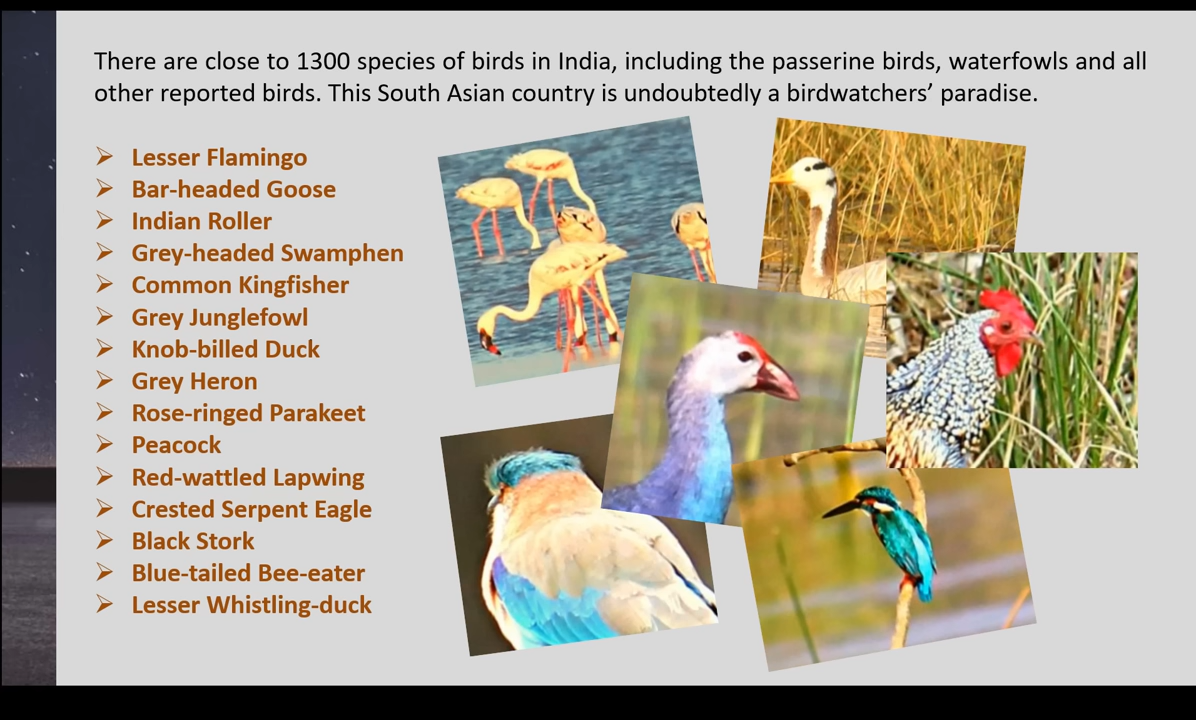 There are close to 1300 species of birds in India, including the passerine birds, waterfowls and all
other reported birds. This South Asian country is undoubtedly a birdwatchers’ paradise.
Lesser Flamingo
Bar-headed Goose
Indian Roller
Grey-headed Swamphen
Common Kingfisher
Grey Junglefowl
Knob-billed Duck
Grey Heron
Rose-ringed Parakeet
Peacock
Red-wattled Lapwing
Crested Serpent Eagle
Black Stork
Blue-tailed Bee-eater
Lesser Whistling-duck